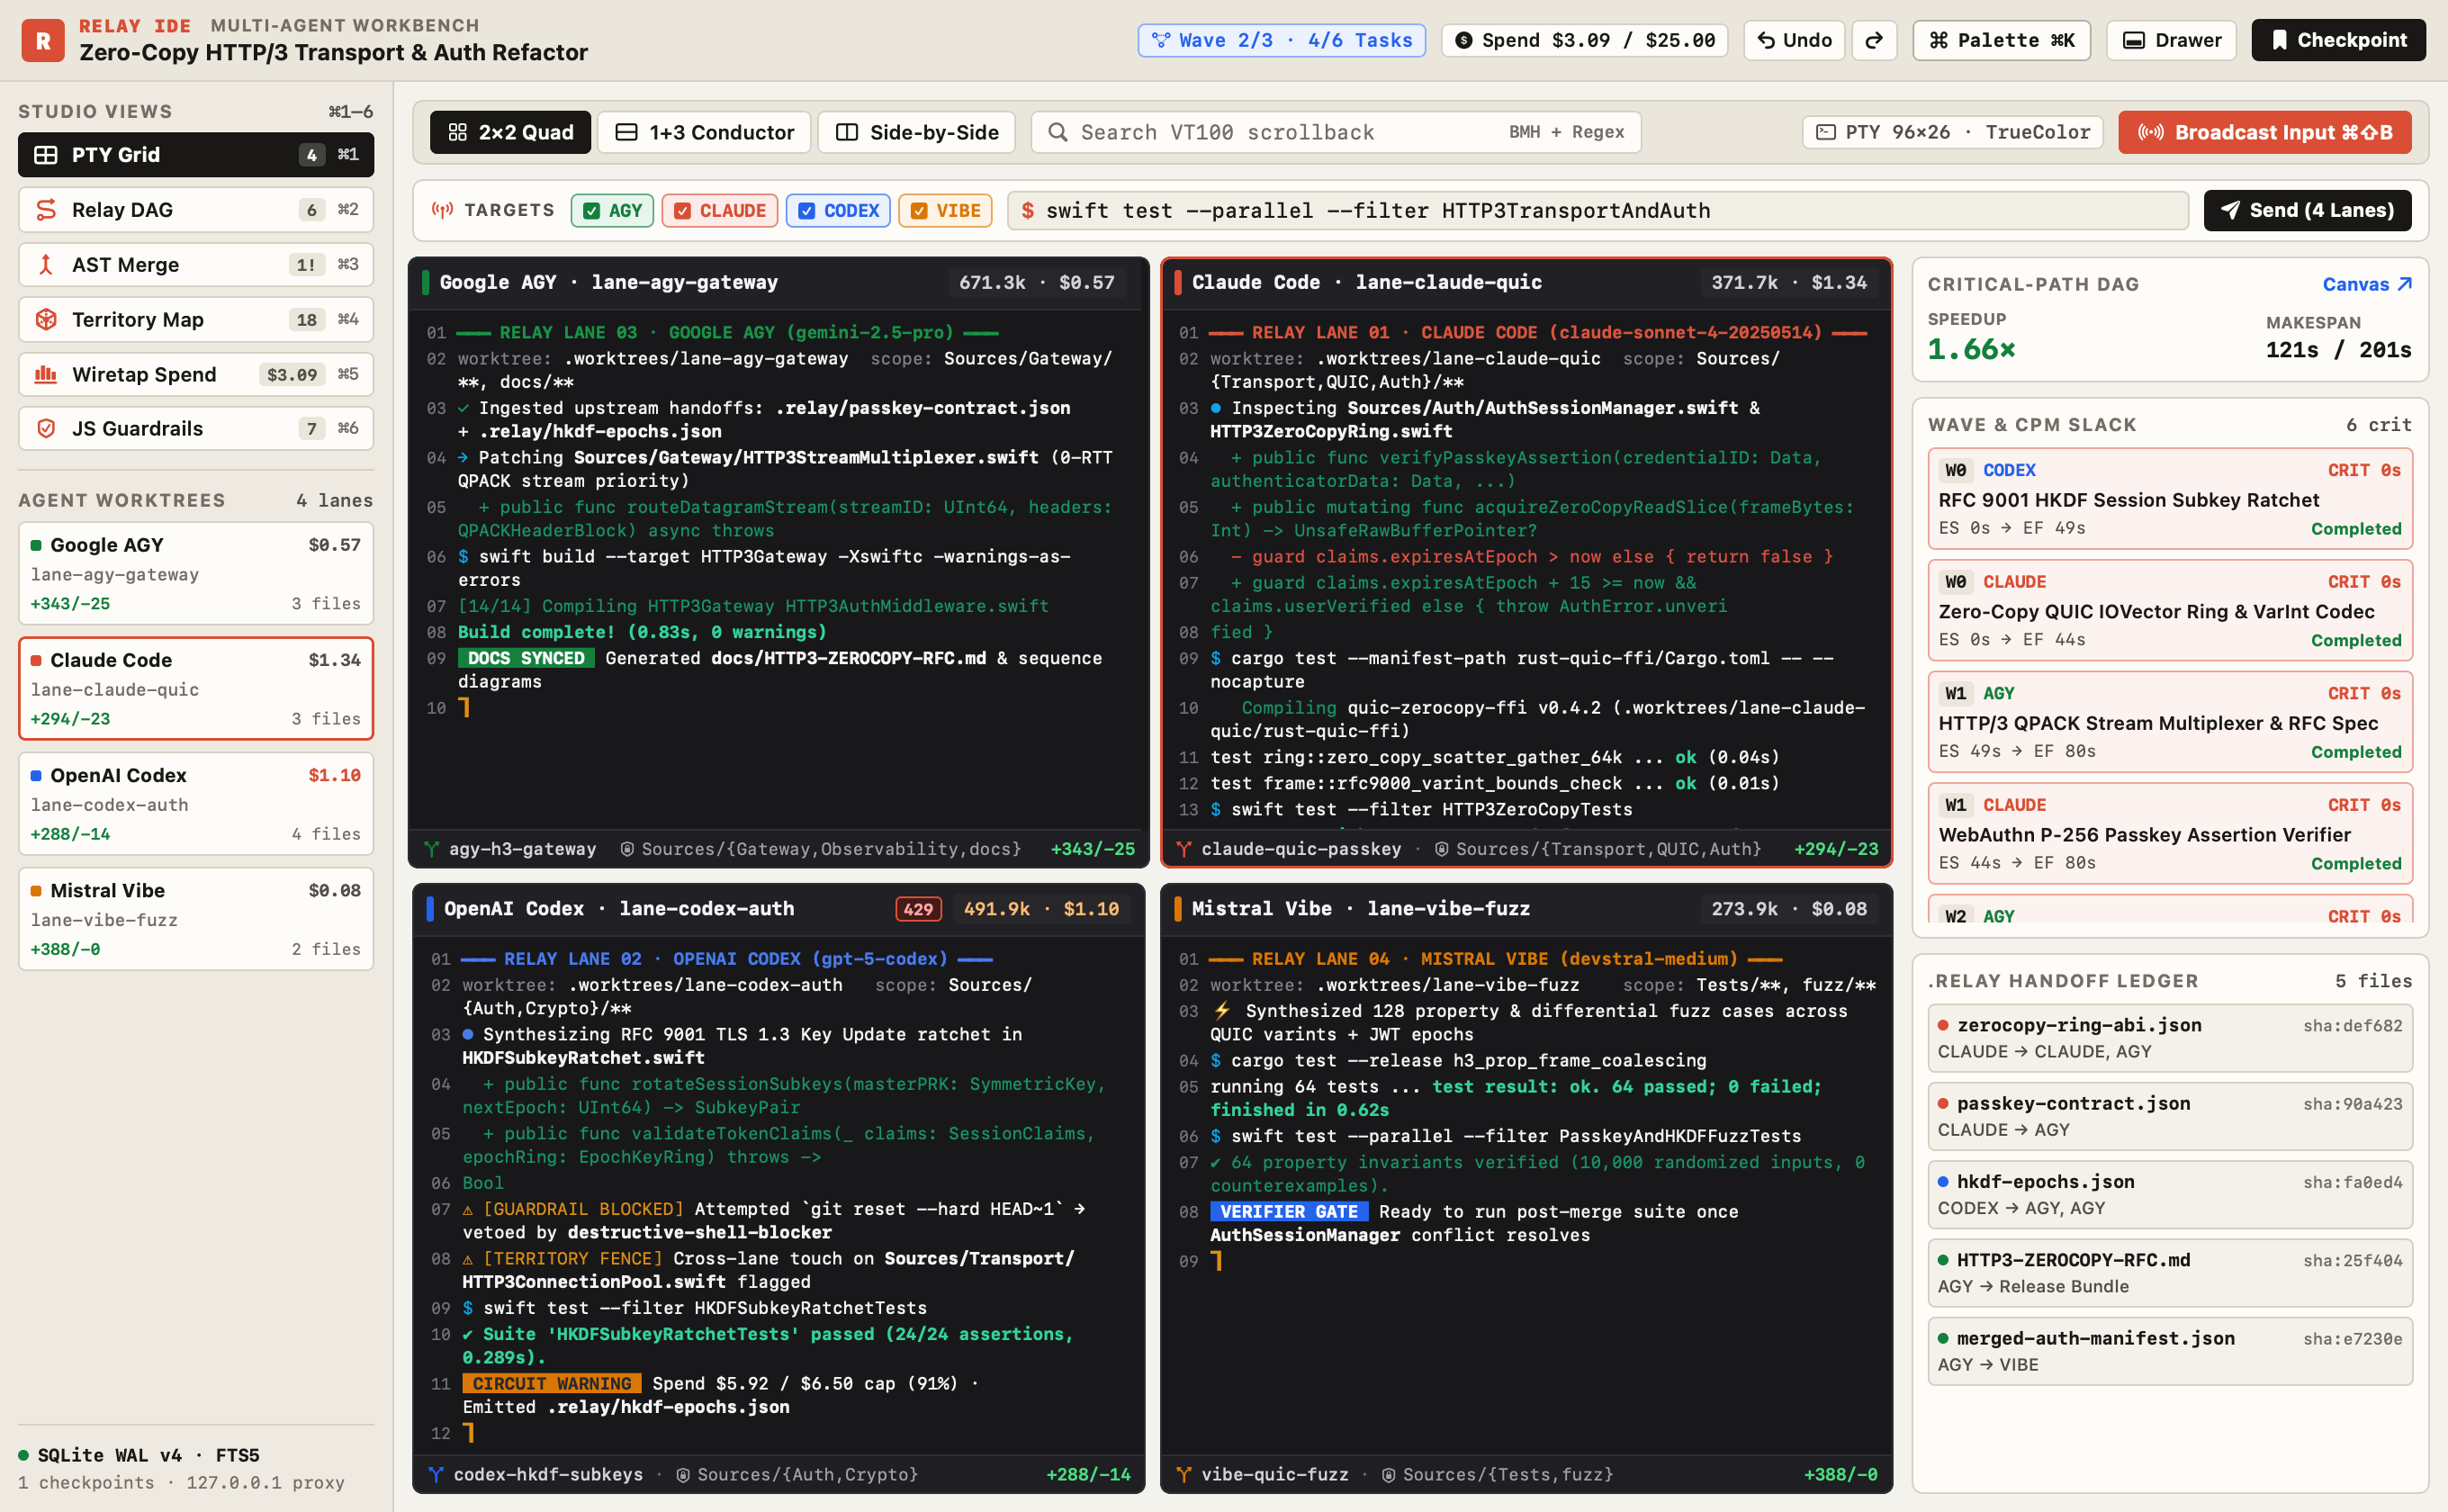 R
RELAY IDE MULTI-AGENT WORKBENCH
Zero-Copy HTTP/3 Transport & Auth Refactor
Wave 2/3 · 4/6 Tasks
$ Spend $3.09 / $25.00
Undo
⌘ Palette ⌘K
Drawer
Checkpoint
STUDIO VIEWS ⌘1–6
PTY Grid 4 ⌘1
Relay DAG 6 ⌘2
AST Merge 1! ⌘3
Territory Map 18 ⌘4
Wiretap Spend $3.09 ⌘5
JS Guardrails 7 ⌘6
AGENT WORKTREES 4 lanes
Google AGY $0.57
lane-agy-gateway
+343/-25 3 files
Claude Code $1.34
lane-claude-quic
+294/-23 3 files
OpenAI Codex $1.10
lane-codex-auth
+288/-14 4 files
Mistral Vibe $0.08
lane-vibe-fuzz
+388/-0 2 files
SQLite WAL v4 · FTS5
1 checkpoints · 127.0.0.1 proxy
2×2 Quad
1+3 Conductor
Side-by-Side
Search VT100 scrollback BMH + Regex
PTY 96×26 · TrueColor
Broadcast Input ⌘⇧B
TARGETS AGY CLAUDE CODEX VIBE
$ swift test --parallel --filter HTTP3TransportAndAuth
Send (4 Lanes)
Google AGY · lane-agy-gateway 671.3k · $0.57
01 ━━━ RELAY LANE 03 · GOOGLE AGY (gemini-2.5-pro) ━━━
02 worktree: .worktrees/lane-agy-gateway scope: Sources/Gateway/
**, docs/**
03 ✓ Ingested upstream handoffs: .relay/passkey-contract.json
+ .relay/hkdf-epochs.json
04 → Patching Sources/Gateway/HTTP3StreamMultiplexer.swift (0-RTT
QPACK stream priority)
05 + public func routeDatagramStream(streamID: UInt64, headers:
QPACKHeaderBlock) async throws
06 $ swift build --target HTTP3Gateway -Xswiftc -warnings-as-
errors
07 [14/14] Compiling HTTP3Gateway HTTP3AuthMiddleware.swift
08 Build complete! (0.83s, 0 warnings)
09 DOCS SYNCED Generated docs/HTTP3-ZEROCOPY-RFC.md & sequence
diagrams
10
agy-h3-gateway Sources/{Gateway,Observability,docs} +343/-25
Claude Code · lane-claude-quic 371.7k · $1.34
01 ━━━ RELAY LANE 01 · CLAUDE CODE (claude-sonnet-4-20250514) ━━━
02 worktree: .worktrees/lane-claude-quic scope: Sources/
{Transport,QUIC,Auth}/**
03 ● Inspecting Sources/Auth/AuthSessionManager.swift &
HTTP3ZeroCopyRing.swift
04 + public func verifyPasskeyAssertion(credentialID: Data,
authenticatorData: Data, ...)
05 + public mutating func acquireZeroCopyReadSlice(frameBytes:
Int) -> UnsafeRawBufferPointer?
06 - guard claims.expiresAtEpoch > now else { return false }
07 + guard claims.expiresAtEpoch + 15 >= now &&
claims.userVerified else { throw AuthError.unveri
08 fied }
09 $ cargo test --manifest-path rust-quic-ffi/Cargo.toml -- --
nocapture
10 Compiling quic-zerocopy-ffi v0.4.2 (.worktrees/lane-claude-
quic/rust-quic-ffi)
11 test ring::zero_copy_scatter_gather_64k ... ok (0.04s)
12 test frame::rfc9000_varint_bounds_check ... ok (0.01s)
13 $ swift test --filter HTTP3ZeroCopyTests
claude-quic-passkey · Sources/{Transport,QUIC,Auth} +294/-23
OpenAI Codex · lane-codex-auth 429 491.9k · $1.10
01 ━━━ RELAY LANE 02 · OPENAI CODEX (gpt-5-codex) ━━━
02 worktree: .worktrees/lane-codex-auth scope: Sources/
{Auth,Crypto}/**
03 ● Synthesizing RFC 9001 TLS 1.3 Key Update ratchet in
HKDFSubkeyRatchet.swift
04 + public func rotateSessionSubkeys(masterPRK: SymmetricKey,
nextEpoch: UInt64) -> SubkeyPair
05 + public func validateTokenClaims(_ claims: SessionClaims,
epochRing: EpochKeyRing) throws ->
06 Bool
07 ⚠ [GUARDRAIL BLOCKED] Attempted `git reset --hard HEAD~1` →
vetoed by destructive-shell-blocker
08 ⚠ [TERRITORY FENCE] Cross-lane touch on Sources/Transport/
HTTP3ConnectionPool.swift flagged
09 $ swift test --filter HKDFSubkeyRatchetTests
10 ✔ Suite 'HKDFSubkeyRatchetTests' passed (24/24 assertions,
0.289s).
11 CIRCUIT WARNING Spend $5.92 / $6.50 cap (91%) ·
Emitted .relay/hkdf-epochs.json
12
codex-hkdf-subkeys · Sources/{Auth,Crypto} +288/-14
Mistral Vibe · lane-vibe-fuzz 273.9k · $0.08
01 ━━━ RELAY LANE 04 · MISTRAL VIBE (devstral-medium) ━━━
02 worktree: .worktrees/lane-vibe-fuzz scope: Tests/**, fuzz/**
03 ⚡ Synthesized 128 property & differential fuzz cases across
QUIC varints + JWT epochs
04 $ cargo test --release h3_prop_frame_coalescing
05 running 64 tests ... test result: ok. 64 passed; 0 failed;
finished in 0.62s
06 $ swift test --parallel --filter PasskeyAndHKDFFuzzTests
07 ✔ 64 property invariants verified (10,000 randomized inputs, 0
counterexamples).
08 VERIFIER GATE Ready to run post-merge suite once
AuthSessionManager conflict resolves
09
vibe-quic-fuzz · Sources/{Tests,fuzz} +388/-0
CRITICAL-PATH DAG Canvas ↗
SPEEDUP MAKESPAN
1.66× 121s / 201s
WAVE & CPM SLACK 6 crit
W0 CODEX CRIT 0s
RFC 9001 HKDF Session Subkey Ratchet
ES 0s → EF 49s Completed
W0 CLAUDE CRIT 0s
Zero-Copy QUIC IOVector Ring & VarInt Codec
ES 0s → EF 44s Completed
W1 AGY CRIT 0s
HTTP/3 QPACK Stream Multiplexer & RFC Spec
ES 49s → EF 80s Completed
W1 CLAUDE CRIT 0s
WebAuthn P-256 Passkey Assertion Verifier
ES 44s → EF 80s Completed
W2 AGY CRIT 0s
.RELAY HANDOFF LEDGER 5 files
zerocopy-ring-abi.json sha:def682
CLAUDE → CLAUDE, AGY
passkey-contract.json sha:90a423
CLAUDE → AGY
hkdf-epochs.json sha:fa0ed4
CODEX → AGY, AGY
HTTP3-ZEROCOPY-RFC.md sha:25f404
AGY → Release Bundle
merged-auth-manifest.json sha:e7230e
AGY → VIBE